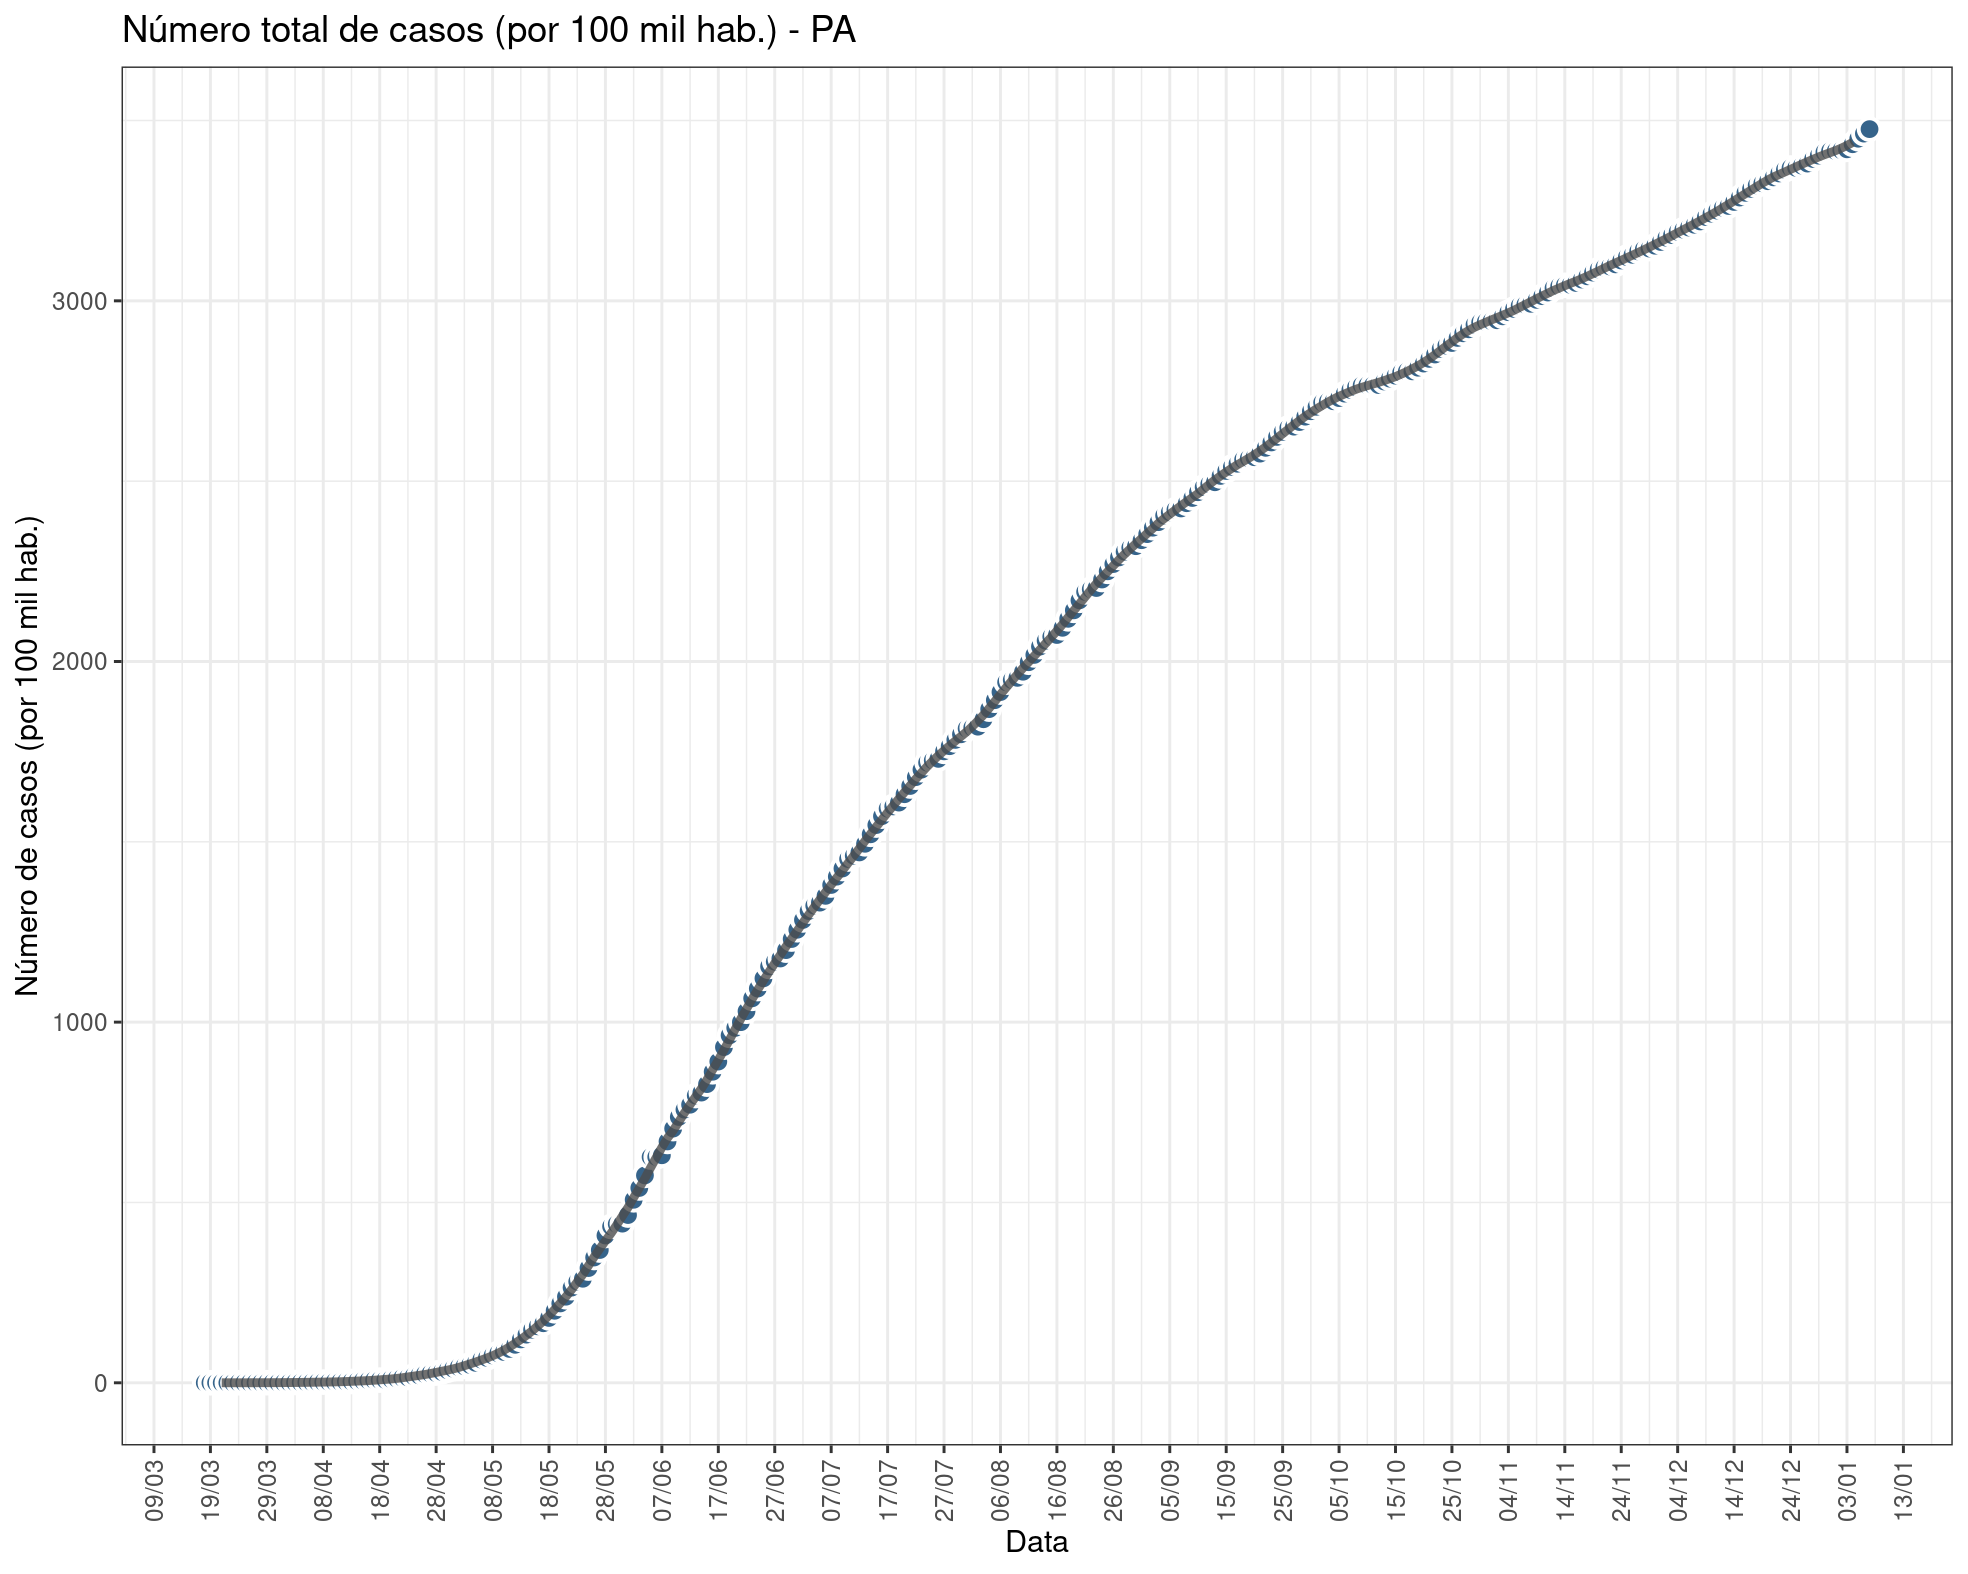 Número total de casos (por 100 mil hab.) - PA
Número de casos (por 100 mil hab.)
3000
2000
1000
0
09/03 19/03 29/03 08/04 18/04 28/04 08/05 18/05 28/05 07/06 17/06 27/06 07/07 17/07 27/07 06/08 16/08 26/08 05/09 15/09 25/09 05/10 15/10 25/10 04/11 14/11 24/11 04/12 14/12 24/12 03/01 13/01
Data